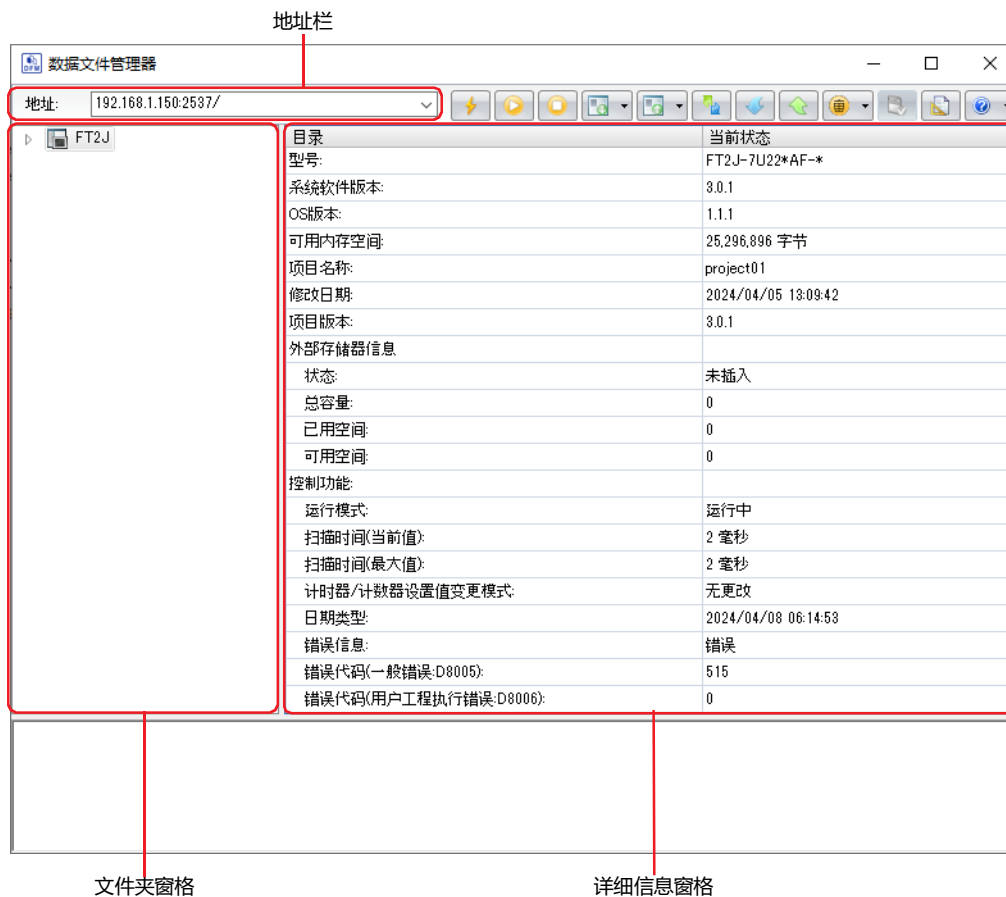 地址栏
数据文件管理器
地址: 192.168.1.150:2537/
FT2J
目录 当前状态
型号: FT2J-7U22*AF-*
系统软件版本: 3.0.1
OS版本: 1.1.1
可用内存空间: 25,296,896 字节
项目名称: project01
修改日期: 2024/04/05 13:09:42
项目版本: 3.0.1
外部存储器信息
状态: 未插入
总容量: 0
已用空间: 0
可用空间: 0
控制功能:
运行模式: 运行中
扫描时间(当前值): 2 毫秒
扫描时间(最大值): 2 毫秒
计时器/计数器设置值变更模式: 无更改
日期类型: 2024/04/08 06:14:53
错误信息: 错误
错误代码(一般错误:D8005): 515
错误代码(用户工程执行错误:D8006): 0
文件夹窗格 详细信息窗格